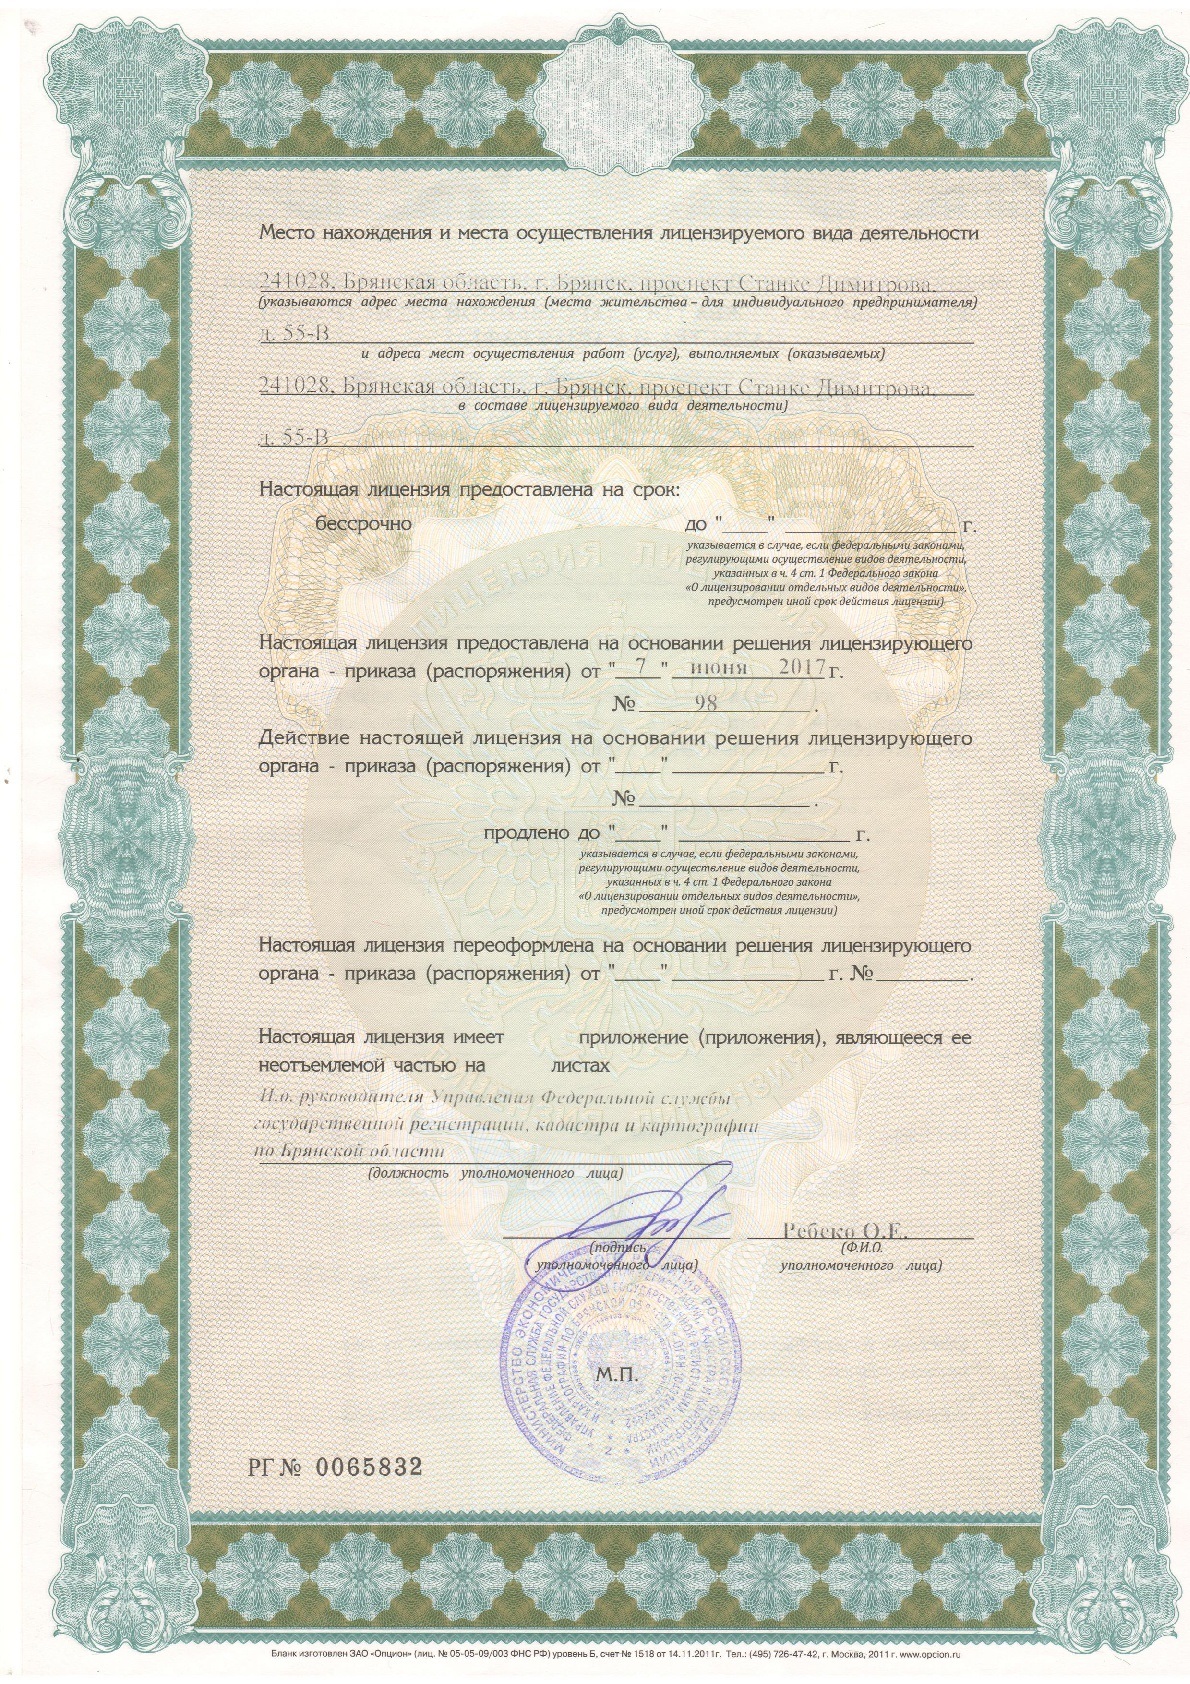 Место нахождения и места осуществления лицензируемого вида деятельности
241028, Брянская область, г. Брянск, проспект Станке Димитрова,
(указываются адрес места нахождения (места жительства – для индивидуального предпринимателя)
д. 55-В
и адреса мест осуществления работ (услуг), выполняемых (оказываемых)
241028, Брянская область, г. Брянск, проспект Станке Димитрова,
в составе лицензируемого вида деятельности)
д. 55-В
Настоящая лицензия предоставлена на срок:
бессрочно до "____" ________________ г.
указывается в случае, если федеральными законами,
регулирующими осуществление видов деятельности,
указанных в ч. 4 ст. 1 Федерального закона
«О лицензировании отдельных видов деятельности»,
предусмотрен иной срок действия лицензии)
Настоящая лицензия предоставлена на основании решения лицензирующего
органа - приказа (распоряжения) от " 7 " июня 2017 г.
№ 98 .
Действие настоящей лицензия на основании решения лицензирующего
органа - приказа (распоряжения) от "____" ______________ г.
№ ________________ .
продлено до "____" ________________ г.
указывается в случае, если федеральными законами,
регулирующими осуществление видов деятельности,
указинных в ч. 4 ст. 1 Федерального закона
«О лицензировании отдельных видов деятельности»,
предусмотрен иной срок действия лицензии)
Настоящая лицензия переоформлена на основании решения лицензирующего
органа - приказа (распоряжения) от "____" ______________ г. № _________.
Настоящая лицензия имеет приложение (приложения), являющееся ее
неотъемлемой частью на листах
И.о. руководителя Управления Федеральной службы
государственной регистрации, кадастра и картографии
по Брянской области
(должность уполномоченного лица)
Ребеко О.Е.
(подпись (Ф.И.О.
уполномоченного лица) уполномоченного лица)
М.П.
РГ № 0065832
Бланк изготовлен ЗАО «Опцион» (лиц. № 05-05-09/003 ФНС РФ) уровень Б, счет № 1518 от 14.11.2011г. Тел.: (495) 726-47-42, г. Москва, 2011 г. www.opcion.ru